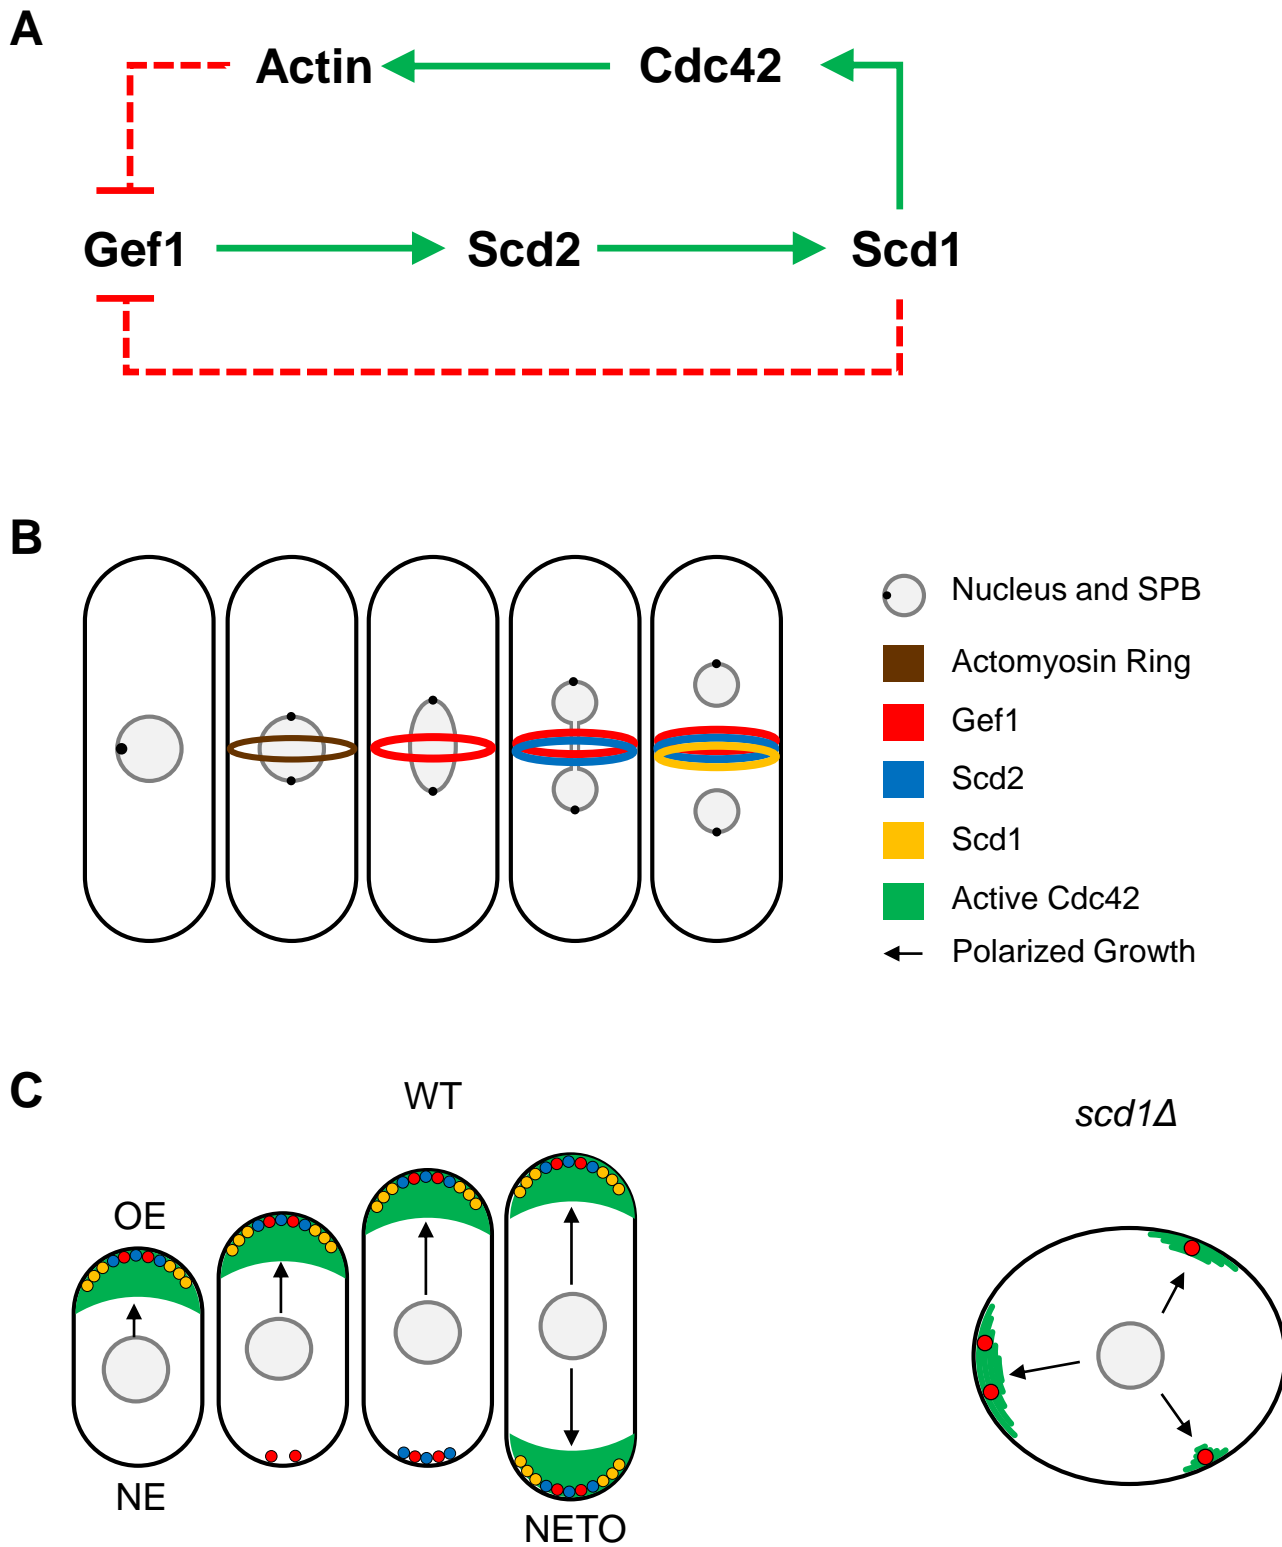 A
Actin
Cdc42
Gef1
Scd2
Scd1
B
Nucleus and SPB
Actomyosin Ring
Gef1
Scd2
Scd1
Active Cdc42
Polarized Growth
C
WT
scd1Δ
OE
NE
NETO